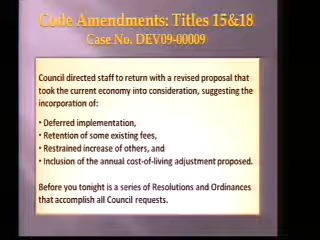 Code Amendments: Titles 15&18
Case No. DEV09-00009
Council directed staff to return with a revised proposal that
took the current economy into consideration, suggesting the
incorporation of:
• Deferred implementation,
• Retention of some existing fees,
• Restrained increase of others, and
• Inclusion of the annual cost-of-living adjustment proposed.
Before you tonight is a series of Resolutions and Ordinances
that accomplish all Council requests.